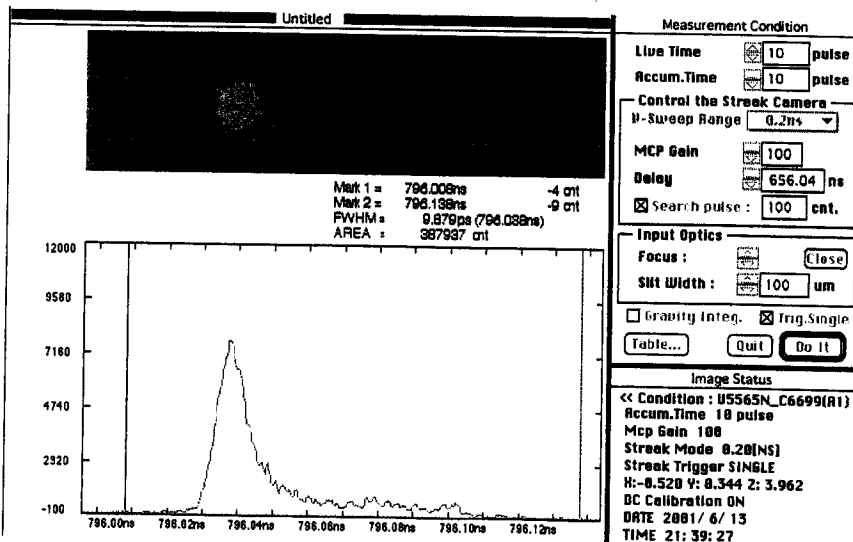 Untitled
Mark 1 = 796.008ns -4 cnt
Mark 2 = 796.138ns -9 cnt
FWHM = 9.879ps (796.038ns)
AREA = 387937 cnt
12000
9580
7160
4740
2320
-100
796.00ns 796.02ns 796.04ns 796.06ns 796.08ns 796.10ns 796.12ns
Measurement Condition
Live Time 10 pulse
Accum.Time 10 pulse
Control the Streak Camera
V-Sweep Range 0.2ns
MCP Gain 100
Delay 656.04 ns
Search pulse : 100 cnt.
Input Optics
Focus : Close
Slit Width : 100 um
Gravity Integ. Trig.Single
Table... Quit Do It
Image Status
<< Condition : U5565N_C6699(A1)
Accum.Time 10 pulse
Mcp Gain 100
Streak Mode 0.20[NS]
Streak Trigger SINGLE
X:-0.520 Y: 0.344 Z: 3.962
DC Calibration ON
DATE 2001/ 6/ 13
TIME 21: 39: 27